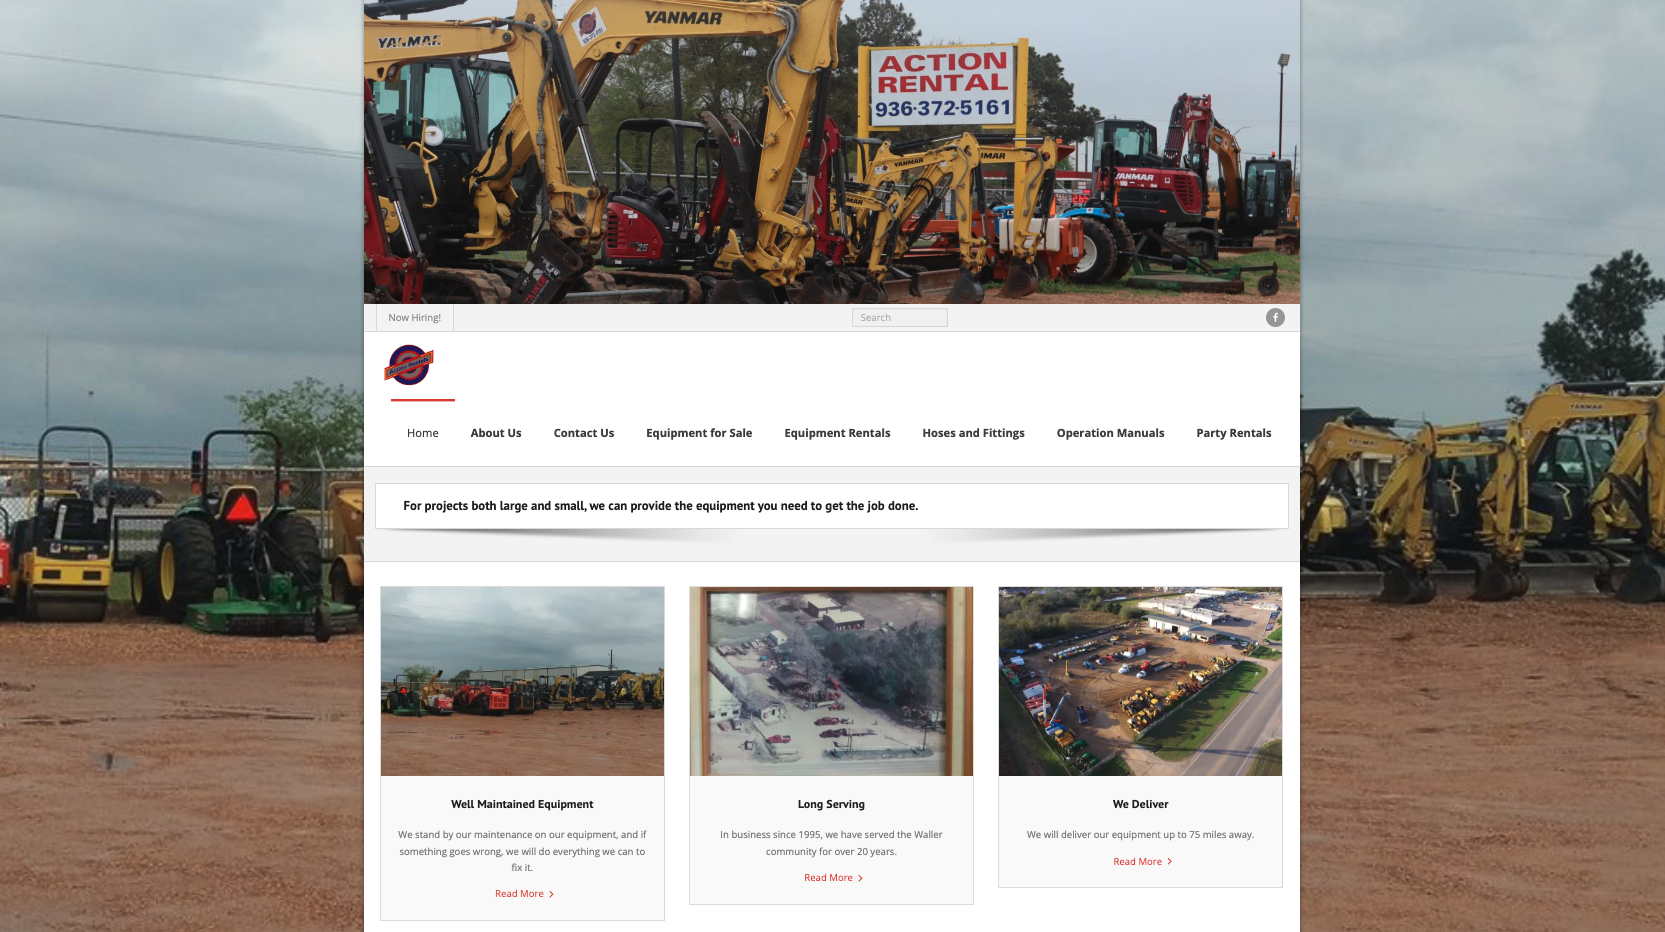 YANMAR
YANMAR
ACTION
RENTAL
936-372-5161
YANMAR
YANMAR
25
Now Hiring!
Search
Action Rentals
Home
About Us
Contact Us
Equipment for Sale
Equipment Rentals
Hoses and Fittings
Operation Manuals
Party Rentals
For projects both large and small, we can provide the equipment you need to get the job done.
Well Maintained Equipment
We stand by our maintenance on our equipment, and if
something goes wrong, we will do everything we can to
fix it.
Read More
Long Serving
In business since 1995, we have served the Waller
community for over 20 years.
Read More
We Deliver
We will deliver our equipment up to 75 miles away.
Read More